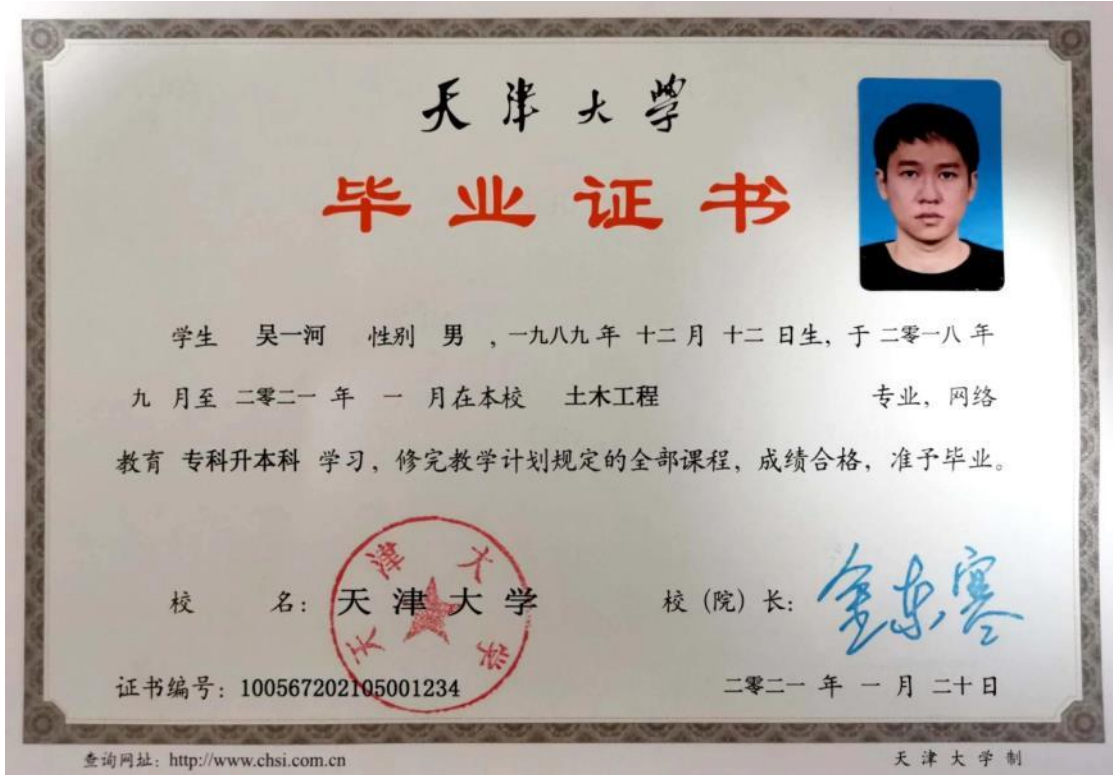 天津大學
毕业证书
学生 吴一河 性别 男 ，一九八九 年 十二 月 十二 日生，于 二零一八 年
九 月至 二零二一 年 一 月在本校 土木工程 专业，网络
教育 专科升本科 学习，修完教学计划规定的全部课程，成绩合格，准予毕业。
天津大学
校 名：天津大学 校（院）长：金东寒
证书编号：100567202105001234 二零二一 年 一 月 二十 日
查询网址：http://www.chsi.com.cn 天津大学制